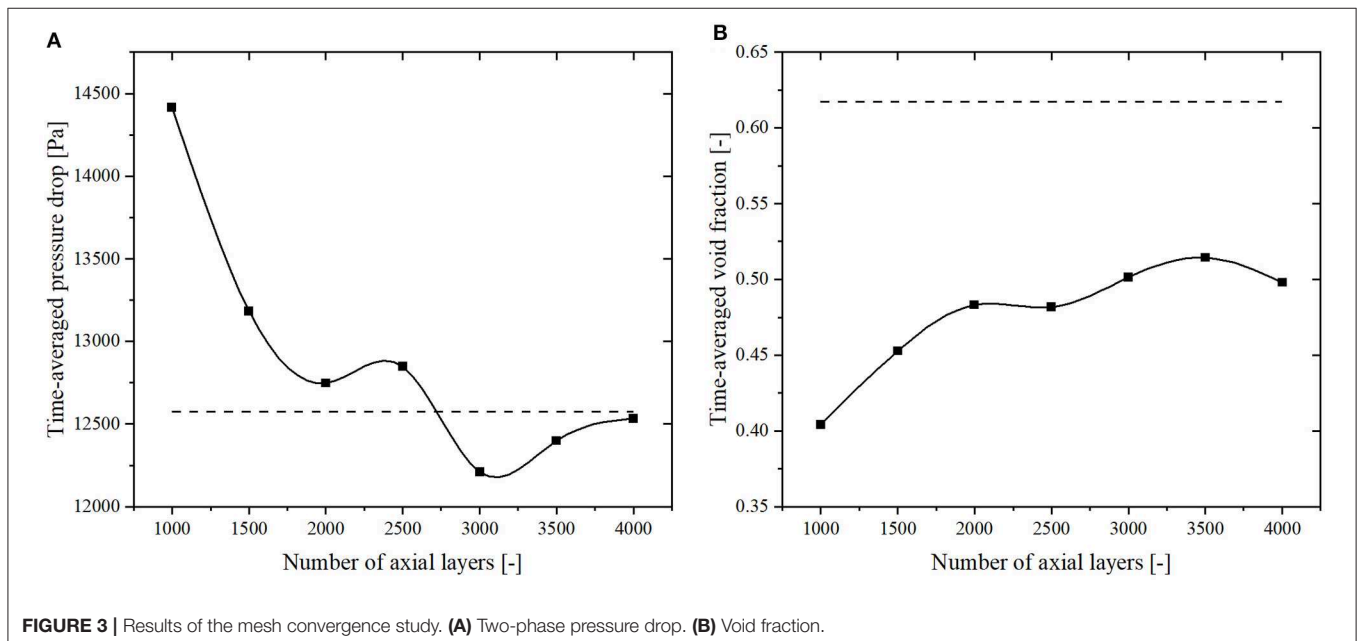 A
Time-averaged pressure drop [Pa]
14500
14000
13500
13000
12500
12000
1000 1500 2000 2500 3000 3500 4000
Number of axial layers [-]
B
Time-averaged void fraction [-]
0.65
0.60
0.55
0.50
0.45
0.40
0.35
1000 1500 2000 2500 3000 3500 4000
Number of axial layers [-]
FIGURE 3 | Results of the mesh convergence study. (A) Two-phase pressure drop. (B) Void fraction.